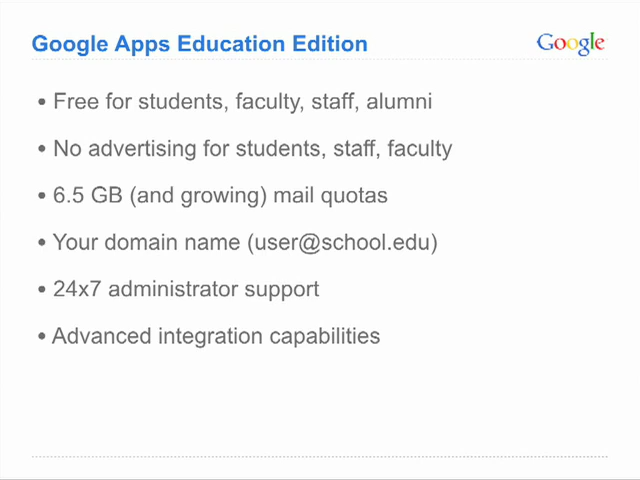 Google Apps Education Edition
Google
• Free for students, faculty, staff, alumni
• No advertising for students, staff, faculty
• 6.5 GB (and growing) mail quotas
• Your domain name (user@school.edu)
• 24x7 administrator support
• Advanced integration capabilities